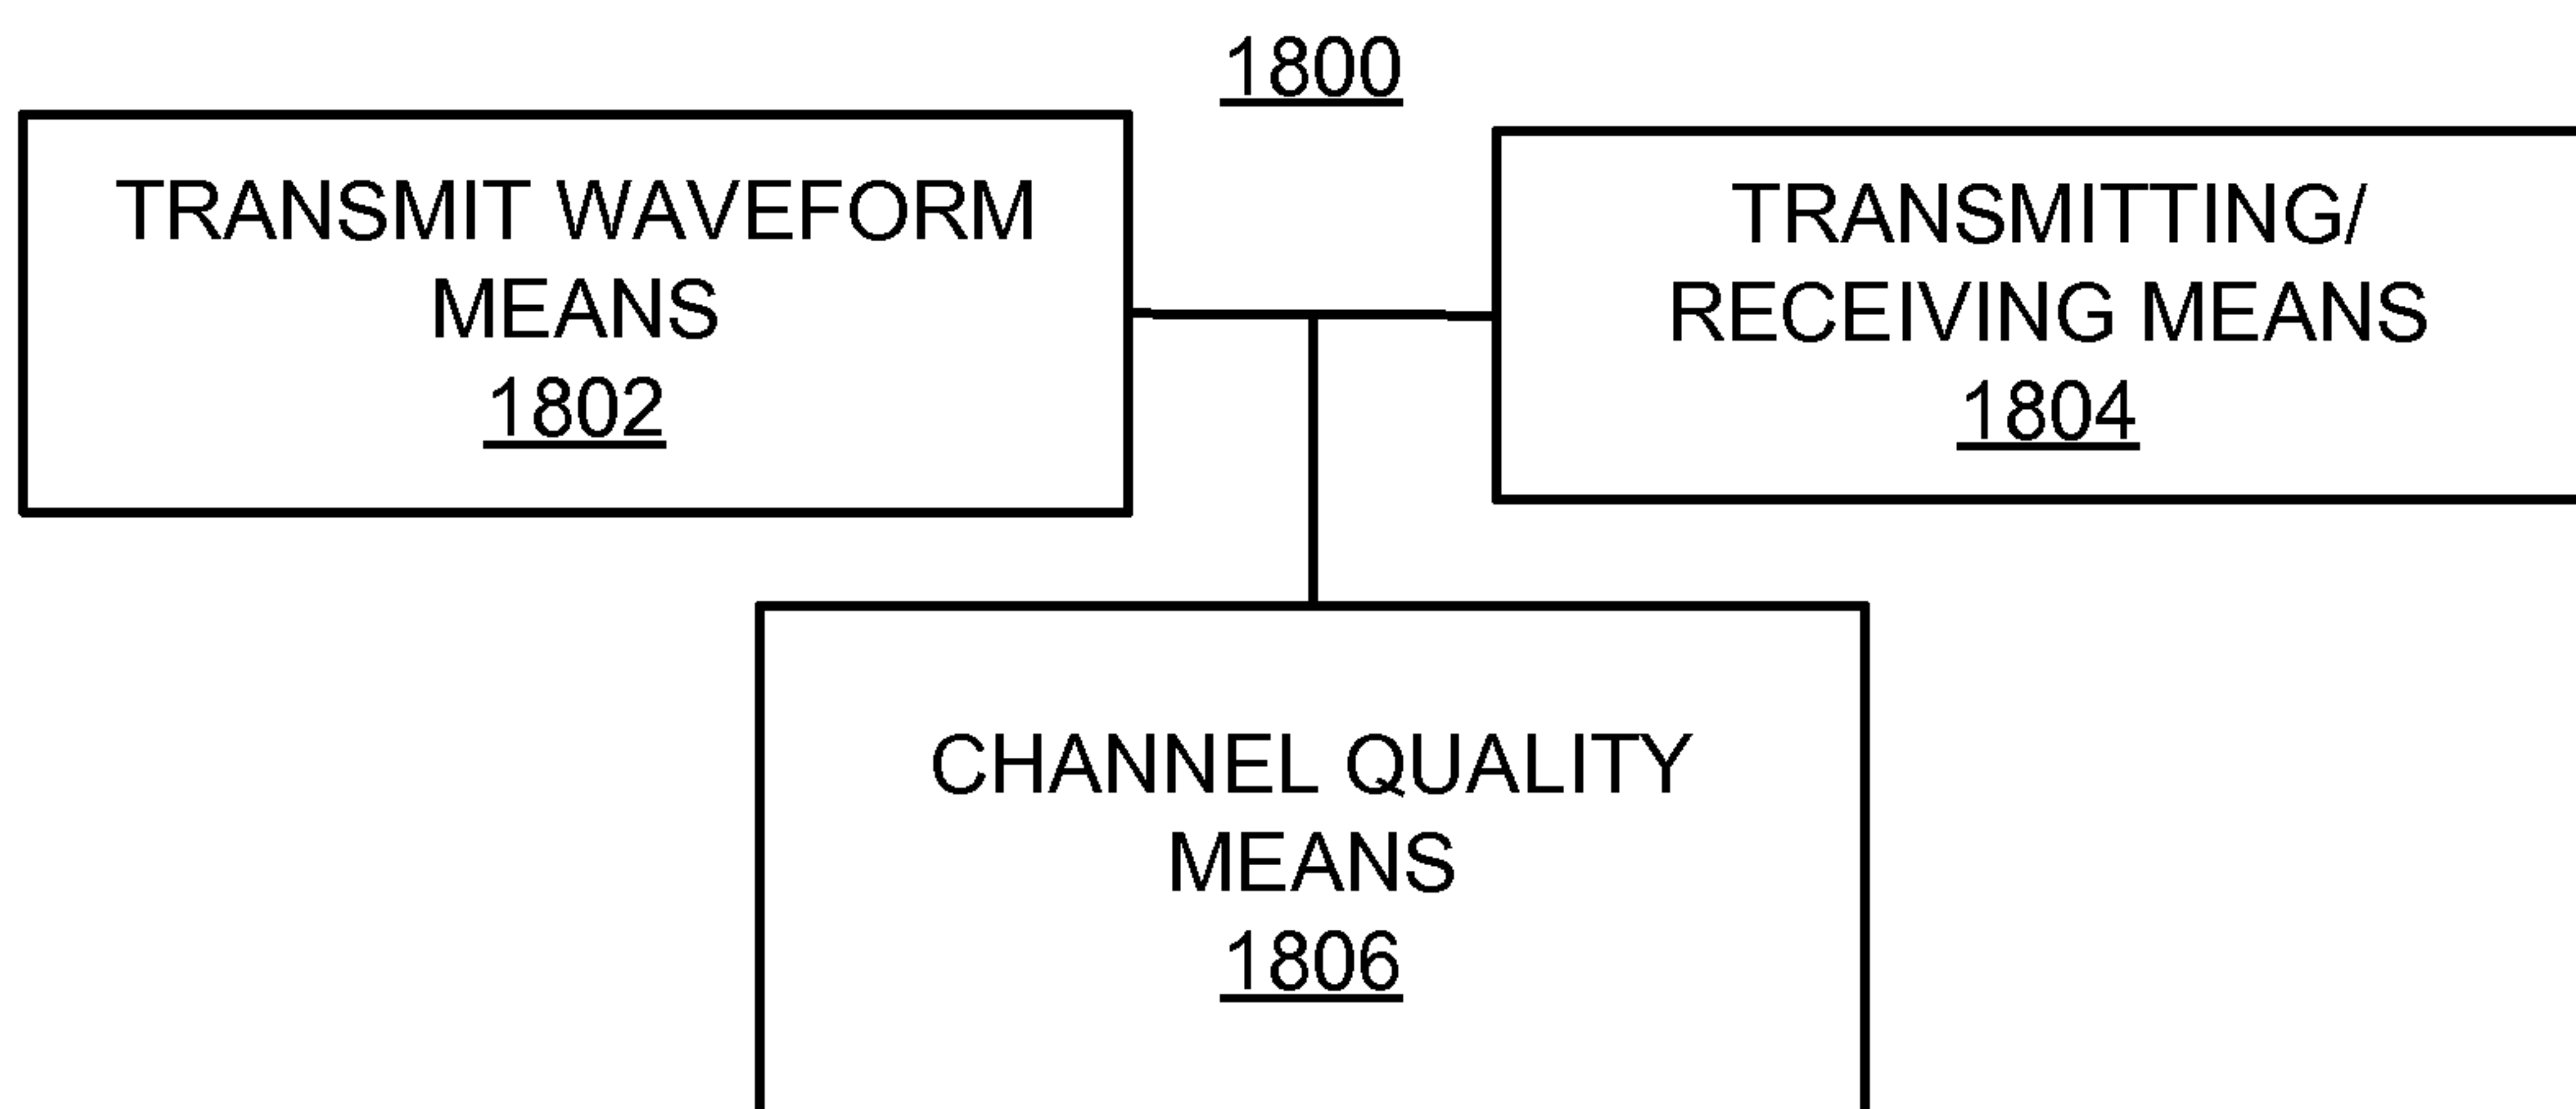 1800
TRANSMIT WAVEFORM
MEANS
1802
TRANSMITTING/
RECEIVING MEANS
1804
CHANNEL QUALITY
MEANS
1806